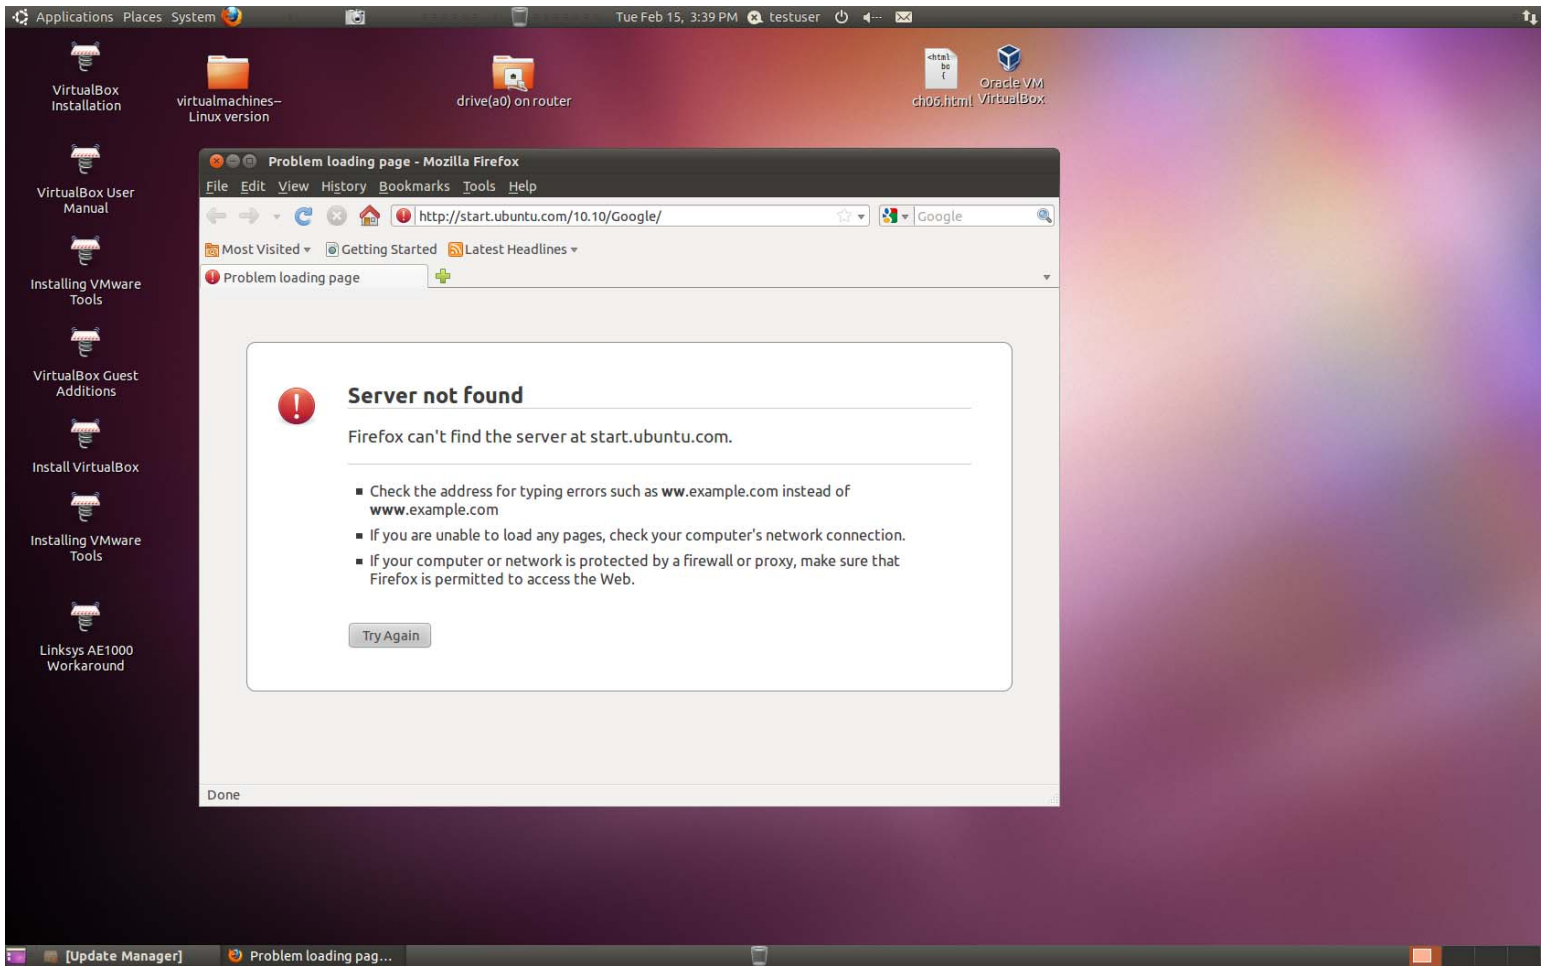 Applications Places System
Tue Feb 15, 3:39 PM testuser
VirtualBox
Installation
virtualmachines--
Linux version
drive(a0) on router
<html
bc
{
ch06.html
Oracle VM
VirtualBox
VirtualBox User
Manual
Installing VMware
Tools
VirtualBox Guest
Additions
Install VirtualBox
Installing VMware
Tools
Linksys AE1000
Workaround
Problem loading page - Mozilla Firefox
File Edit View History Bookmarks Tools Help
http://start.ubuntu.com/10.10/Google/
Google
Most Visited Getting Started Latest Headlines
Problem loading page
Server not found
Firefox can't find the server at start.ubuntu.com.
Check the address for typing errors such as ww.example.com instead of
www.example.com
If you are unable to load any pages, check your computer's network connection.
If your computer or network is protected by a firewall or proxy, make sure that
Firefox is permitted to access the Web.
Try Again
Done
[Update Manager]
Problem loading pag...